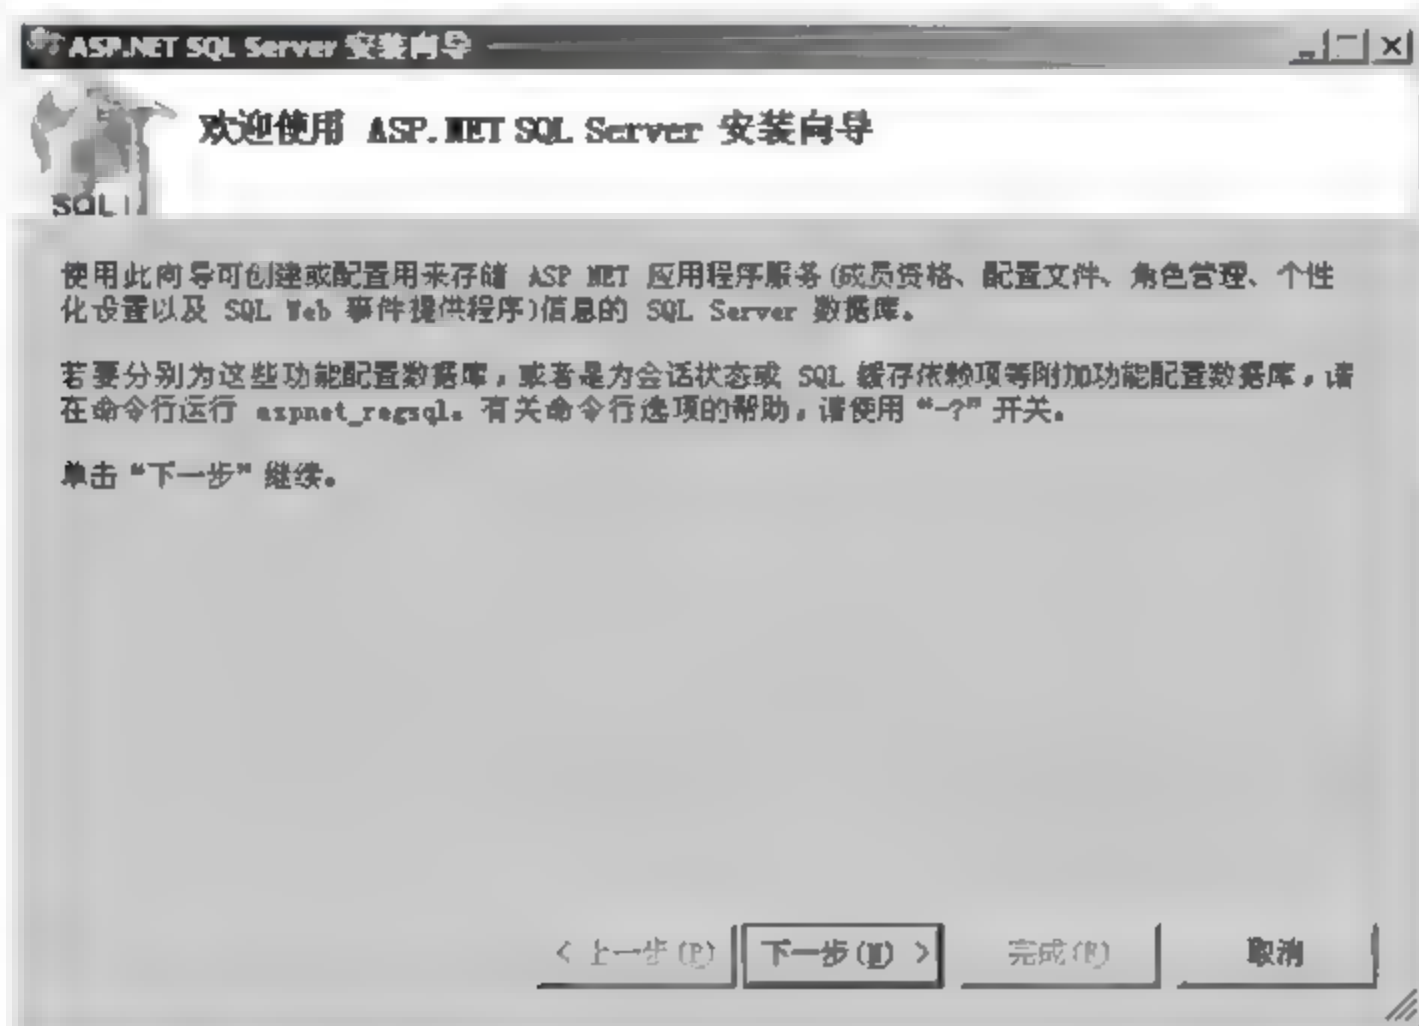 ASP.NET SQL Server 安装向导
欢迎使用 ASP.NET SQL Server 安装向导
SQL
使用此向导可创建或配置用来存储 ASP NET 应用程序服务(成员资格、配置文件、角色管理、个性
化设置以及 SQL Web 事件提供程序)信息的 SQL Server 数据库。
若要分别为这些功能配置数据库，或者是为会话状态或 SQL 缓存依赖项等附加功能配置数据库，请
在命令行运行 aspnet_regsql。有关命令行选项的帮助，请使用“-?”开关。
单击“下一步”继续。
< 上一步(P) 下一步(N) > 完成(F) 取消